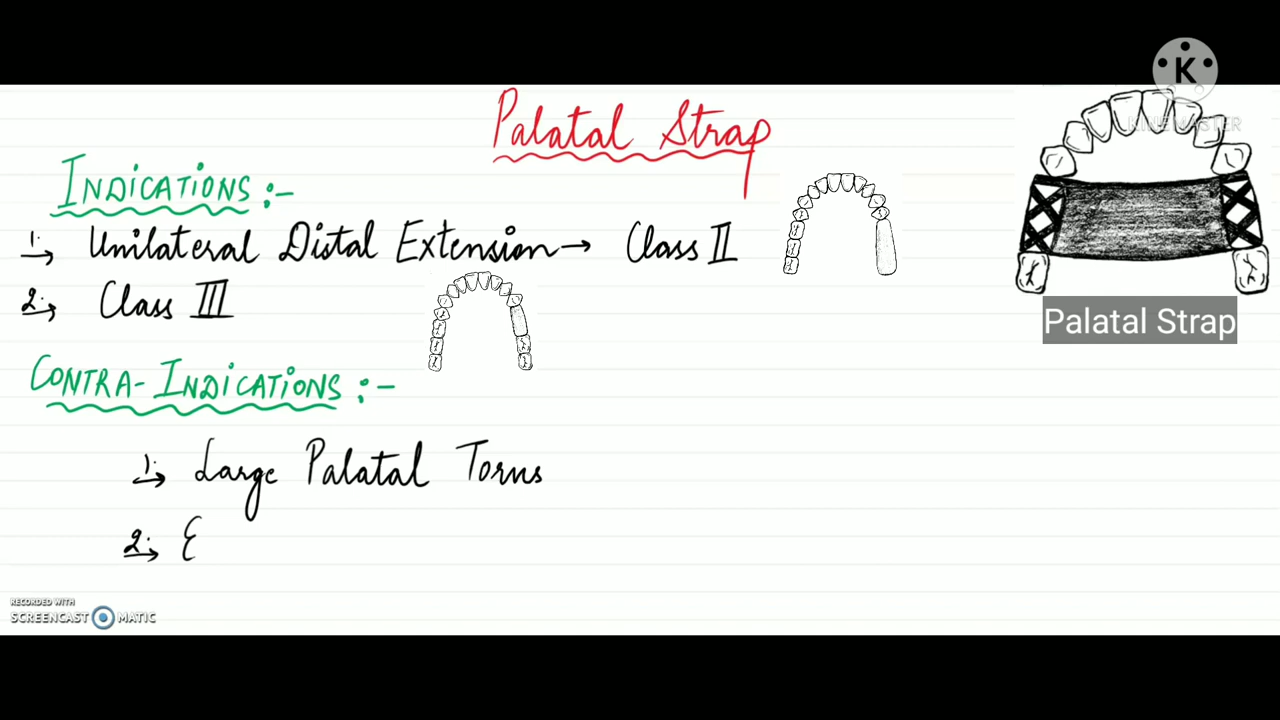 Palatal Strap
INDICATIONS :-
1. Unilateral Distal Extension → Class II
2. Class III
CONTRA-INDICATIONS :-
1. Large Palatal Torus
2. E
K
KINEMASTER
Palatal Strap
RECORDED WITH
SCREENCAST MATIC